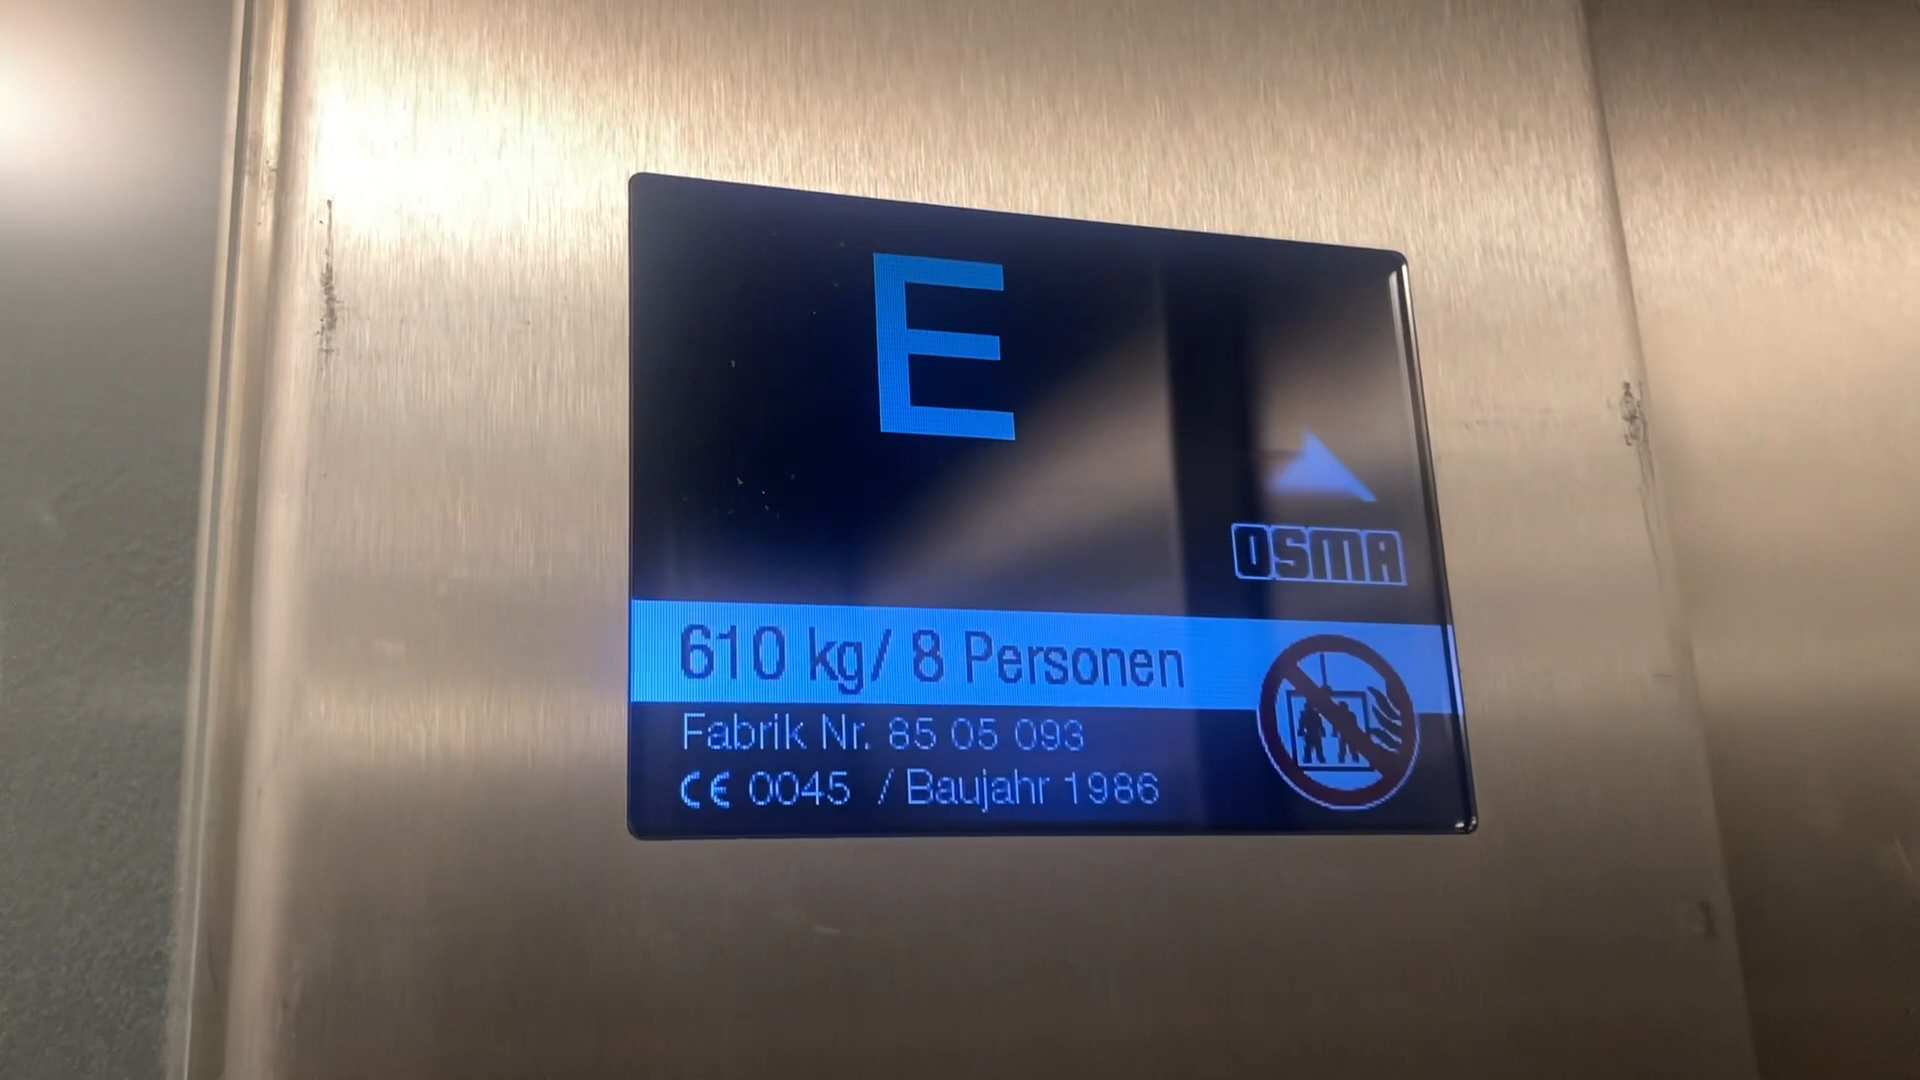 E
OSMA
610 kg/ 8 Personen
Fabrik Nr. 85 05 093
CE 0045 / Baujahr 1986